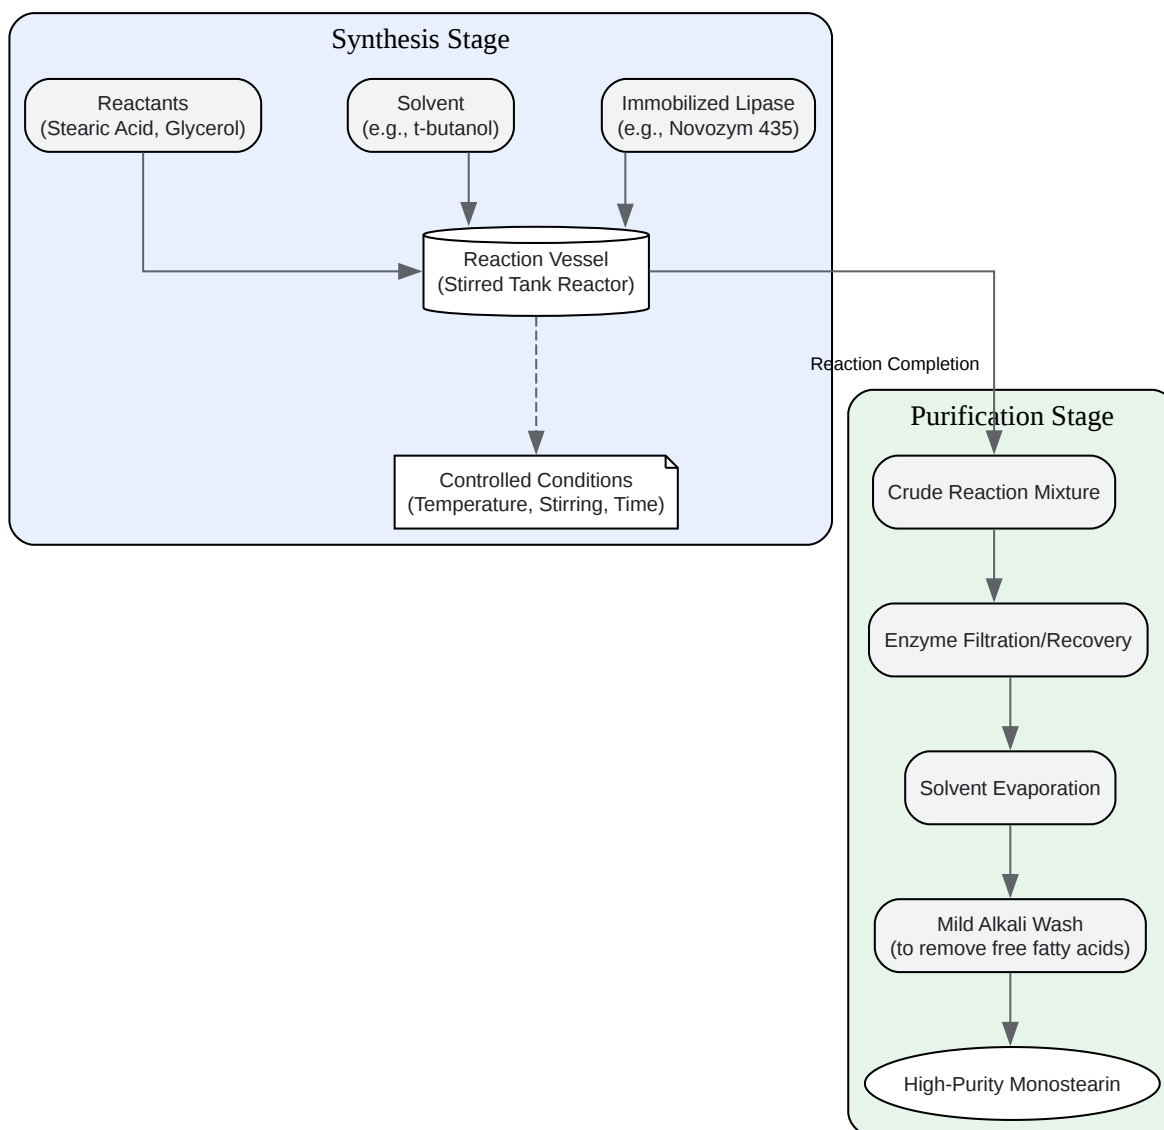 Synthesis Stage
Reactants
(Stearic Acid, Glycerol)
Solvent
(e.g., t-butanol)
Immobilized Lipase
(e.g., Novozym 435)
Reaction Vessel
(Stirred Tank Reactor)
Reaction Completion
Controlled Conditions
(Temperature, Stirring, Time)
Purification Stage
Crude Reaction Mixture
Enzyme Filtration/Recovery
Solvent Evaporation
Mild Alkali Wash
(to remove free fatty acids)
High-Purity Monostearin